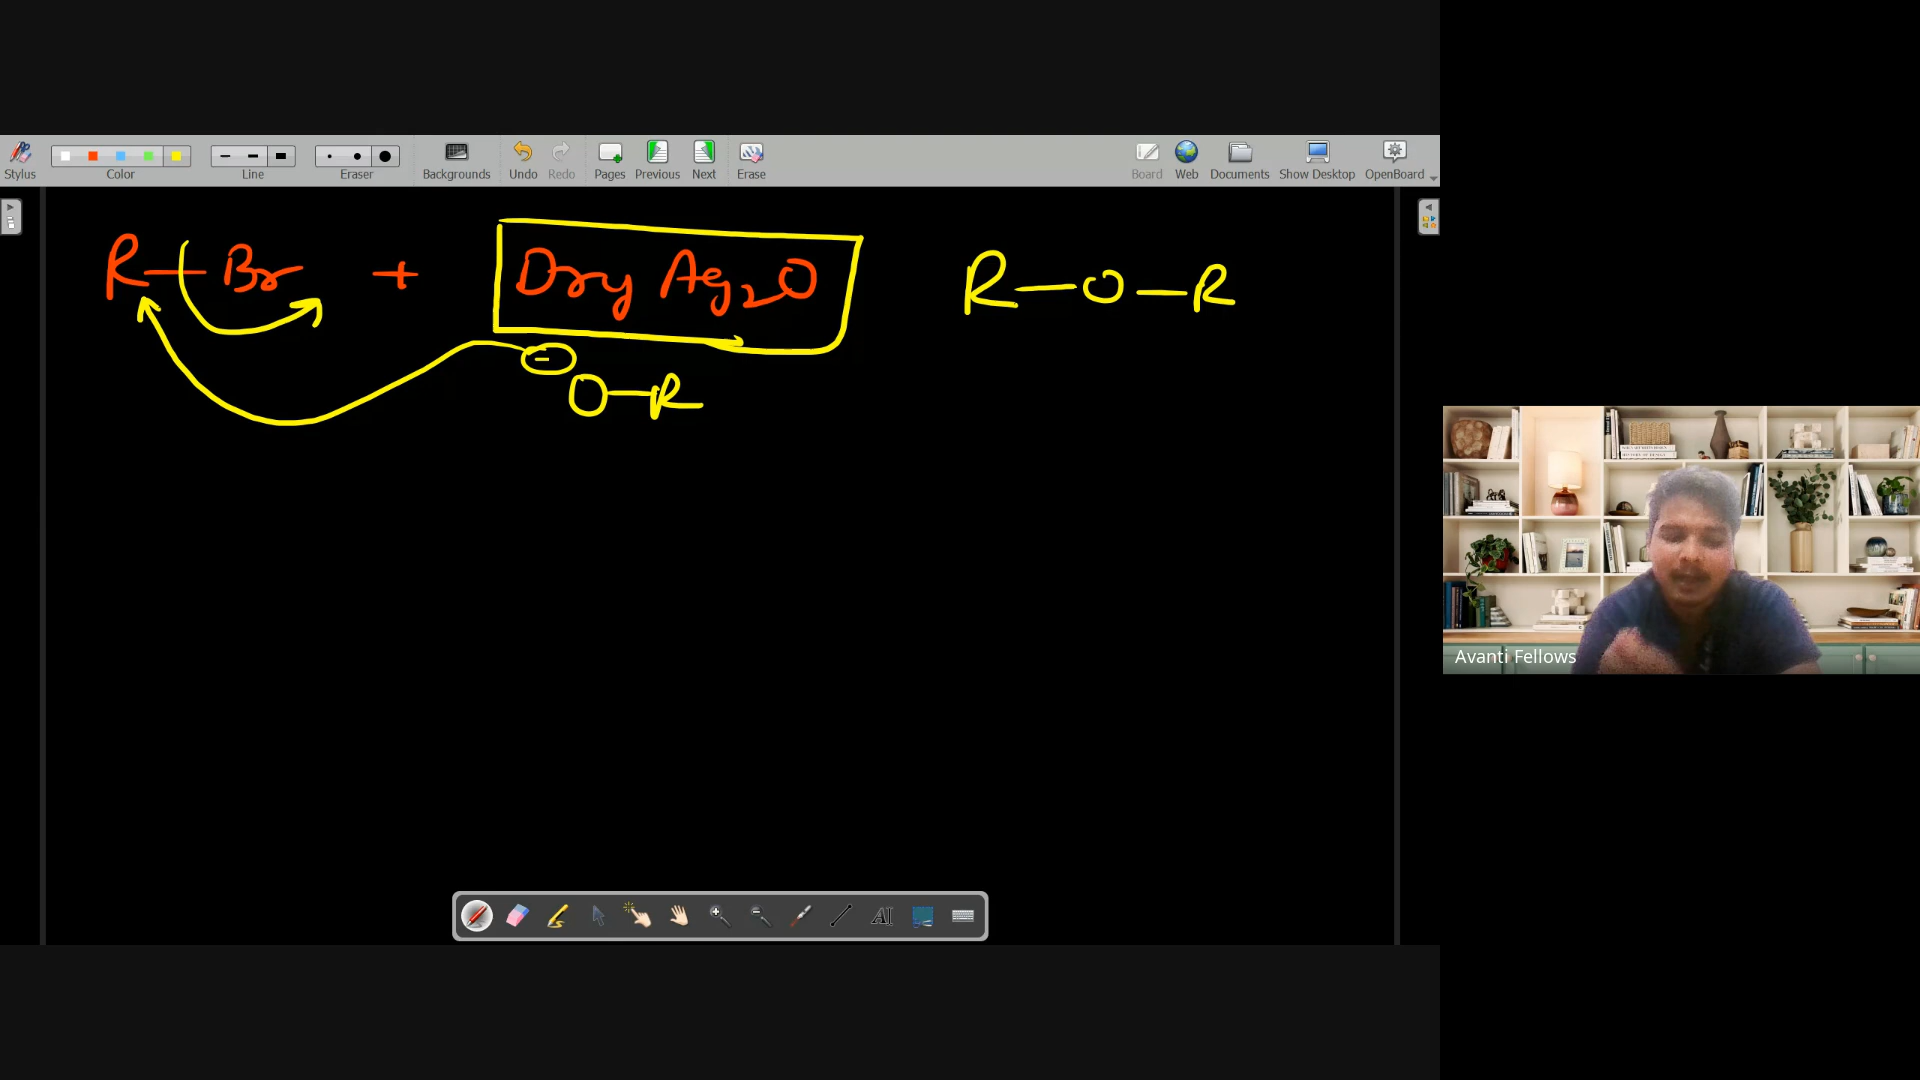 Stylus
Color
Line
Eraser
Backgrounds
Undo
Redo
Pages
Previous
Next
Erase
Board
Web
Documents
Show Desktop
OpenBoard
R—Br + Dry Ag₂O R—O—R
⊖
O—R
AI
Avanti Fellows